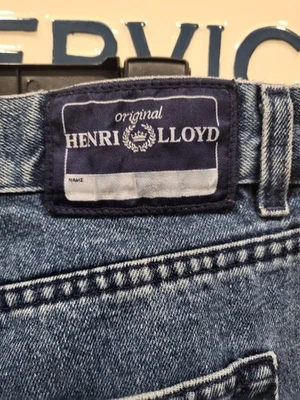 ERVIC
original
HENRI LLOYD
NAME